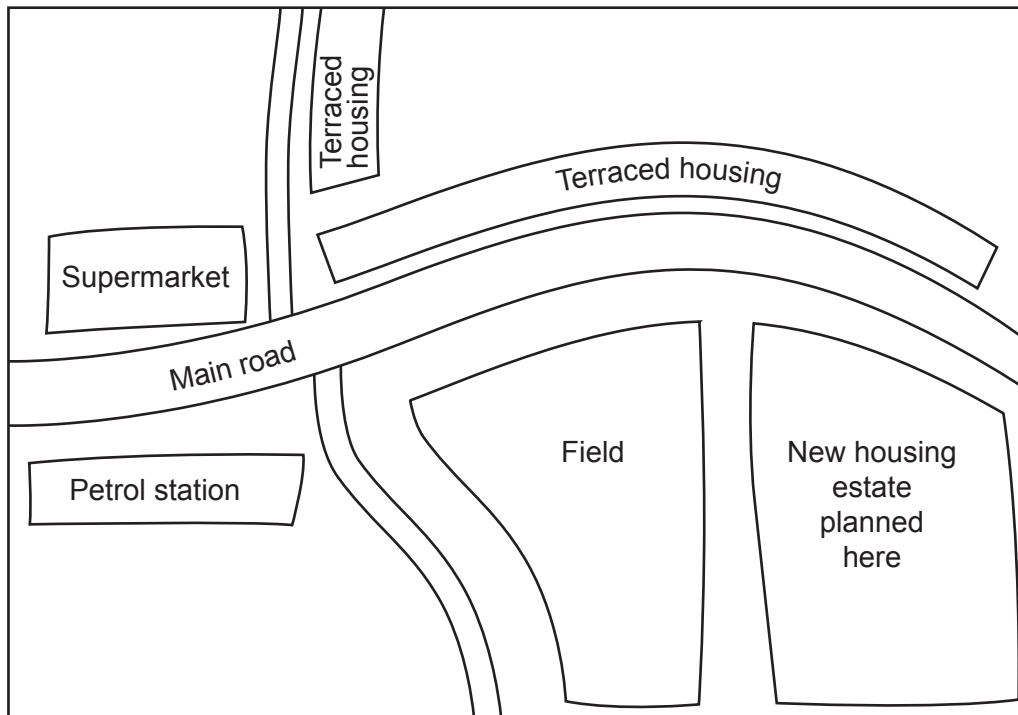 Terraced
housing
Terraced housing
Supermarket
Main road
Petrol station
Field
New housing
estate
planned
here